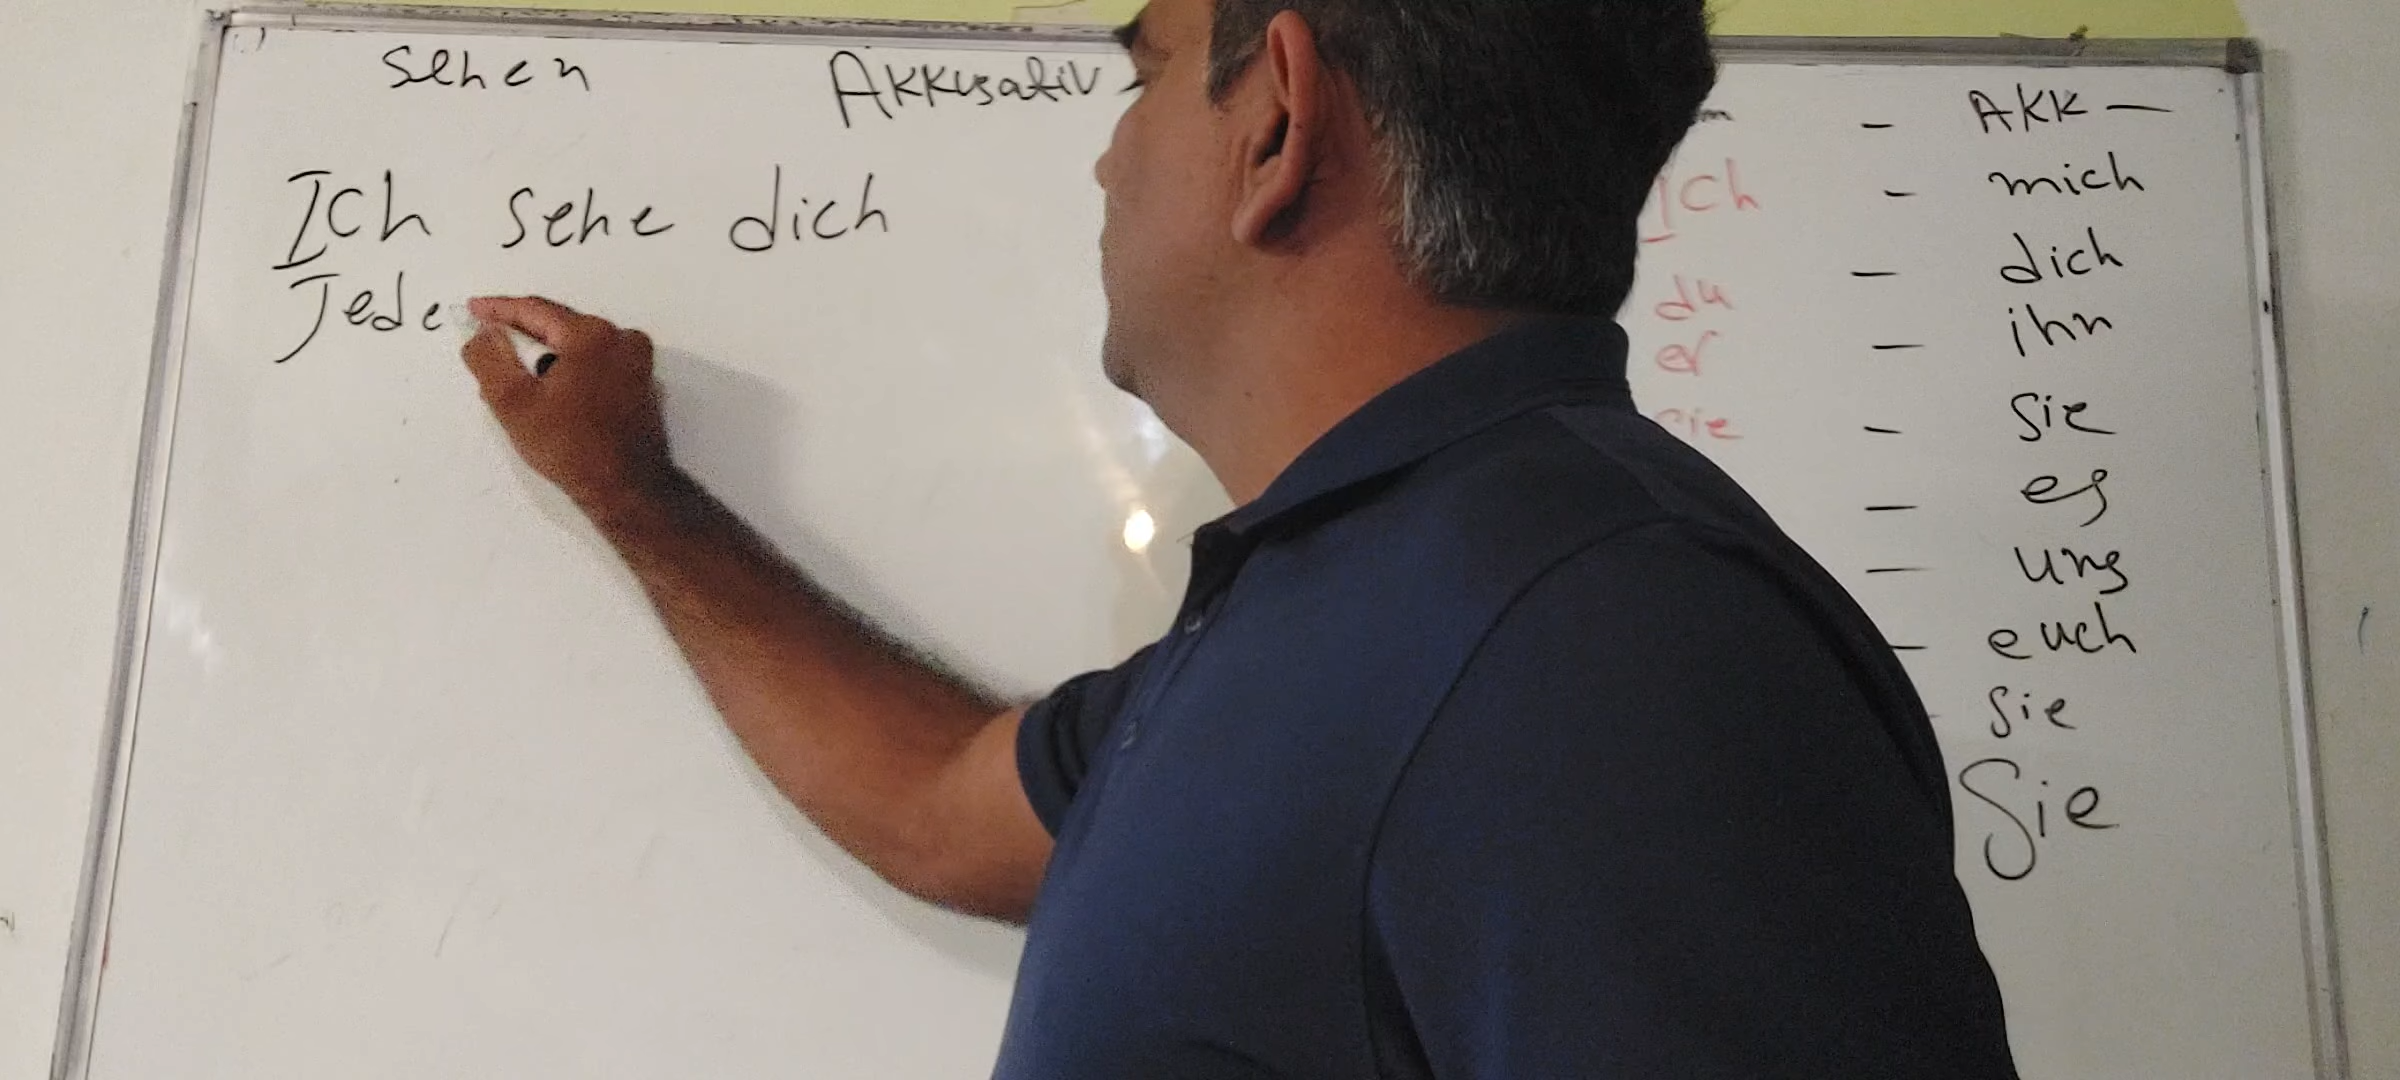 sehen Akkusativ
Ich sehe dich
Jede
- AKK -
Ich - mich
du - dich
er - ihn
sie - sie
- es
- uns
- euch
sie
Sie